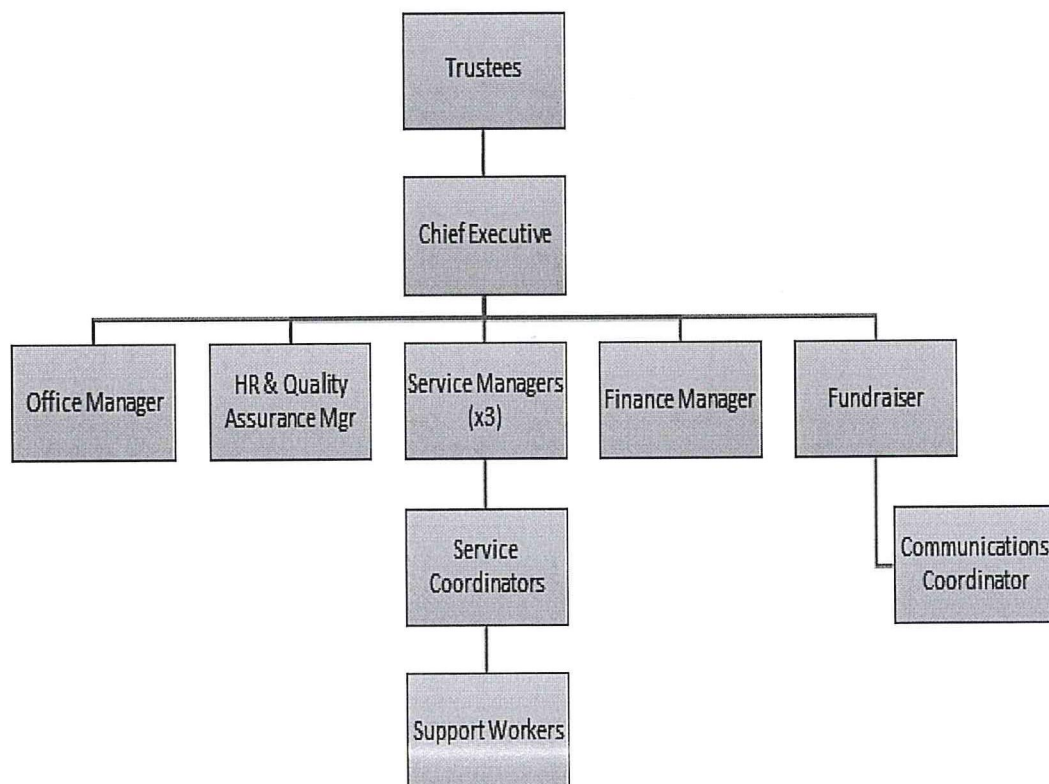 Trustees
Chief Executive
Office Manager
HR & Quality
Assurance Mgr
Service Managers
(x3)
Finance Manager
Fundraiser
Service
Coordinators
Communications
Coordinator
Support Workers